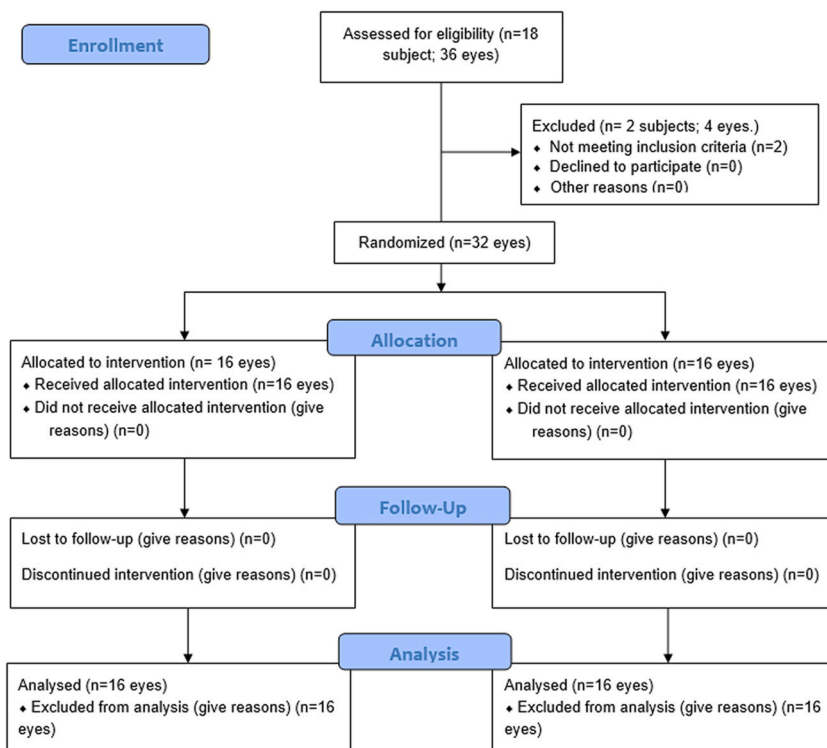 Enrollment
Assessed for eligibility (n=18
subject; 36 eyes)
Excluded (n= 2 subjects; 4 eyes.)
◆ Not meeting inclusion criteria (n=2)
◆ Declined to participate (n=0)
◆ Other reasons (n=0)
Randomized (n=32 eyes)
Allocation
Allocated to intervention (n= 16 eyes)
◆ Received allocated intervention (n=16 eyes)
◆ Did not receive allocated intervention (give
reasons) (n=0)
Allocated to intervention (n=16 eyes)
◆ Received allocated intervention (n=16 eyes)
◆ Did not receive allocated intervention (give
reasons) (n=0)
Follow-Up
Lost to follow-up (give reasons) (n=0)
Discontinued intervention (give reasons) (n=0)
Lost to follow-up (give reasons) (n=0)
Discontinued intervention (give reasons) (n=0)
Analysis
Analysed (n=16 eyes)
◆ Excluded from analysis (give reasons) (n=16
eyes)
Analysed (n=16 eyes)
◆ Excluded from analysis (give reasons) (n=16
eyes)